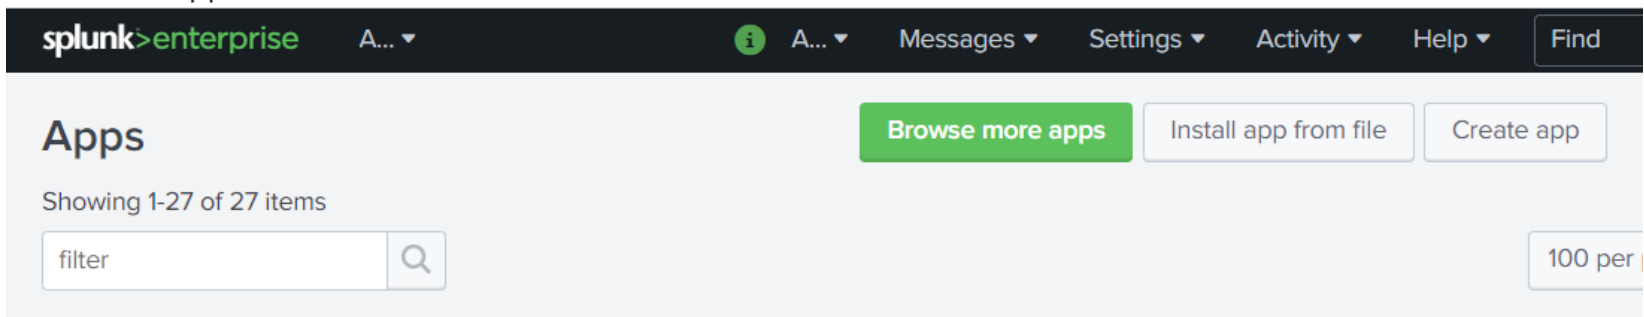 splunk>enterprise A... A... Messages Settings Activity Help Find
Apps Browse more apps Install app from file Create app
Showing 1-27 of 27 items
filter 100 per